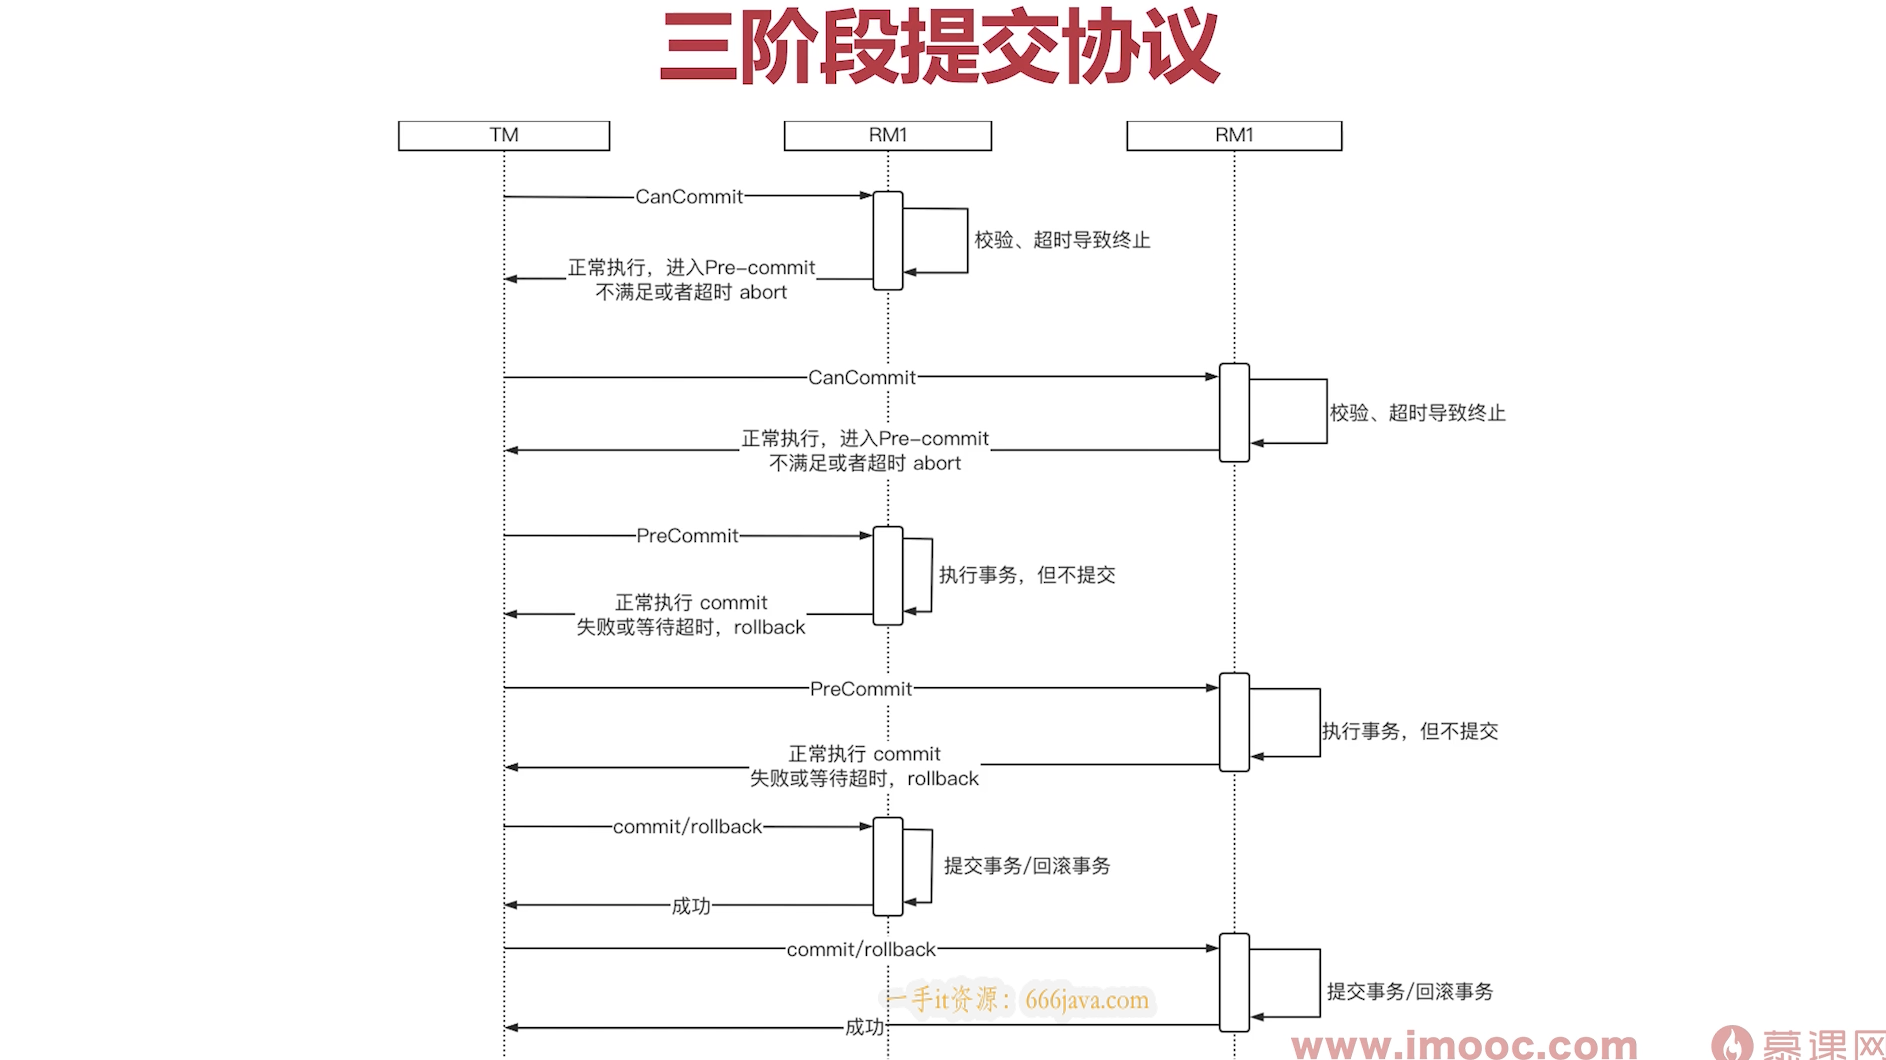 三阶段提交协议
TM
RM1
RM1
CanCommit
校验、超时导致终止
正常执行，进入Pre-commit
不满足或者超时 abort
CanCommit
校验、超时导致终止
正常执行，进入Pre-commit
不满足或者超时 abort
PreCommit
执行事务，但不提交
正常执行 commit
失败或等待超时，rollback
PreCommit
执行事务，但不提交
正常执行 commit
失败或等待超时，rollback
commit/rollback
提交事务/回滚事务
成功
commit/rollback
一手it资源：666java.com
提交事务/回滚事务
成功
www.imooc.com
慕课网